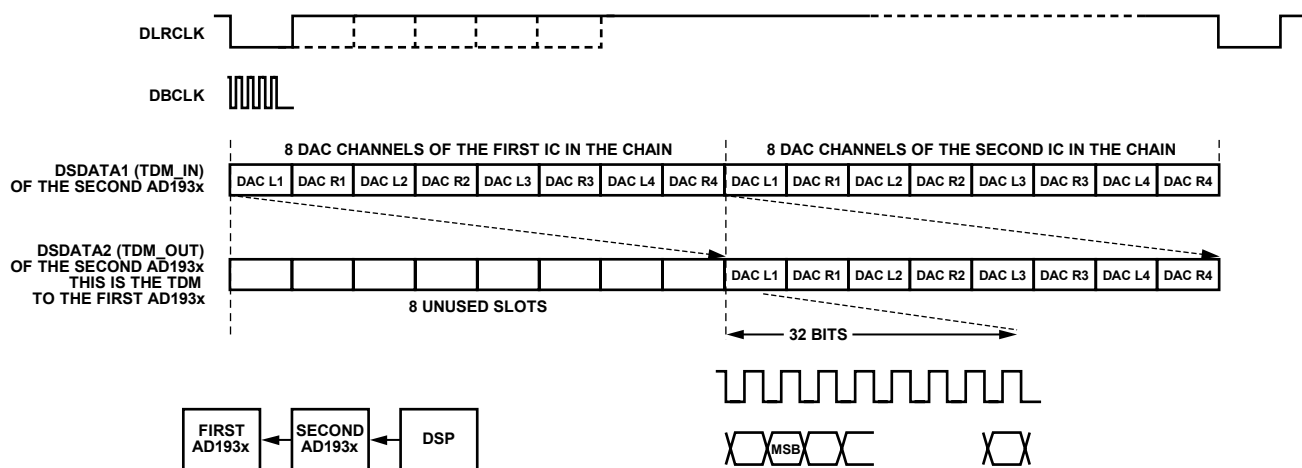 DLRCLK
DBCLK
8 DAC CHANNELS OF THE FIRST IC IN THE CHAIN
8 DAC CHANNELS OF THE SECOND IC IN THE CHAIN
DSDATA1 (TDM_IN)
OF THE SECOND AD193x
DAC L1 DAC R1 DAC L2 DAC R2 DAC L3 DAC R3 DAC L4 DAC R4 DAC L1 DAC R1 DAC L2 DAC R2 DAC L3 DAC R3 DAC L4 DAC R4
DSDATA2 (TDM_OUT)
OF THE SECOND AD193x
THIS IS THE TDM
TO THE FIRST AD193x
DAC L1 DAC R1 DAC L2 DAC R2 DAC L3 DAC R3 DAC L4 DAC R4
8 UNUSED SLOTS
32 BITS
FIRST
AD193x
SECOND
AD193x
DSP
MSB